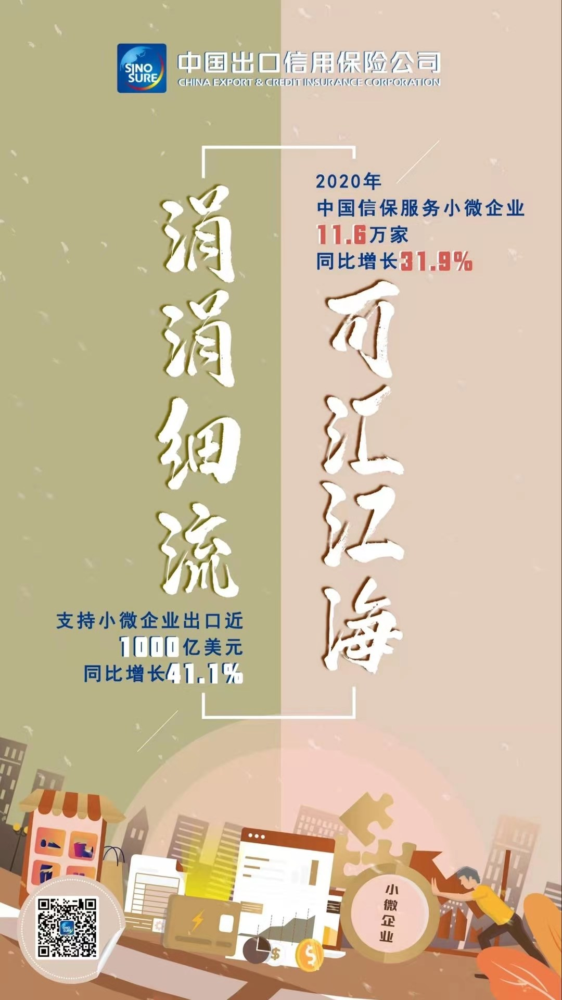 SINO
SURE
中国出口信用保险公司
CHINA EXPORT & CREDIT INSURANCE CORPORATION
2020年
中国信保服务小微企业
11.6万家
同比增长31.9%
涓涓细流
可汇江海
支持小微企业出口近
1000亿美元
同比增长41.1%
小微企业
$
$
SINO
SURE